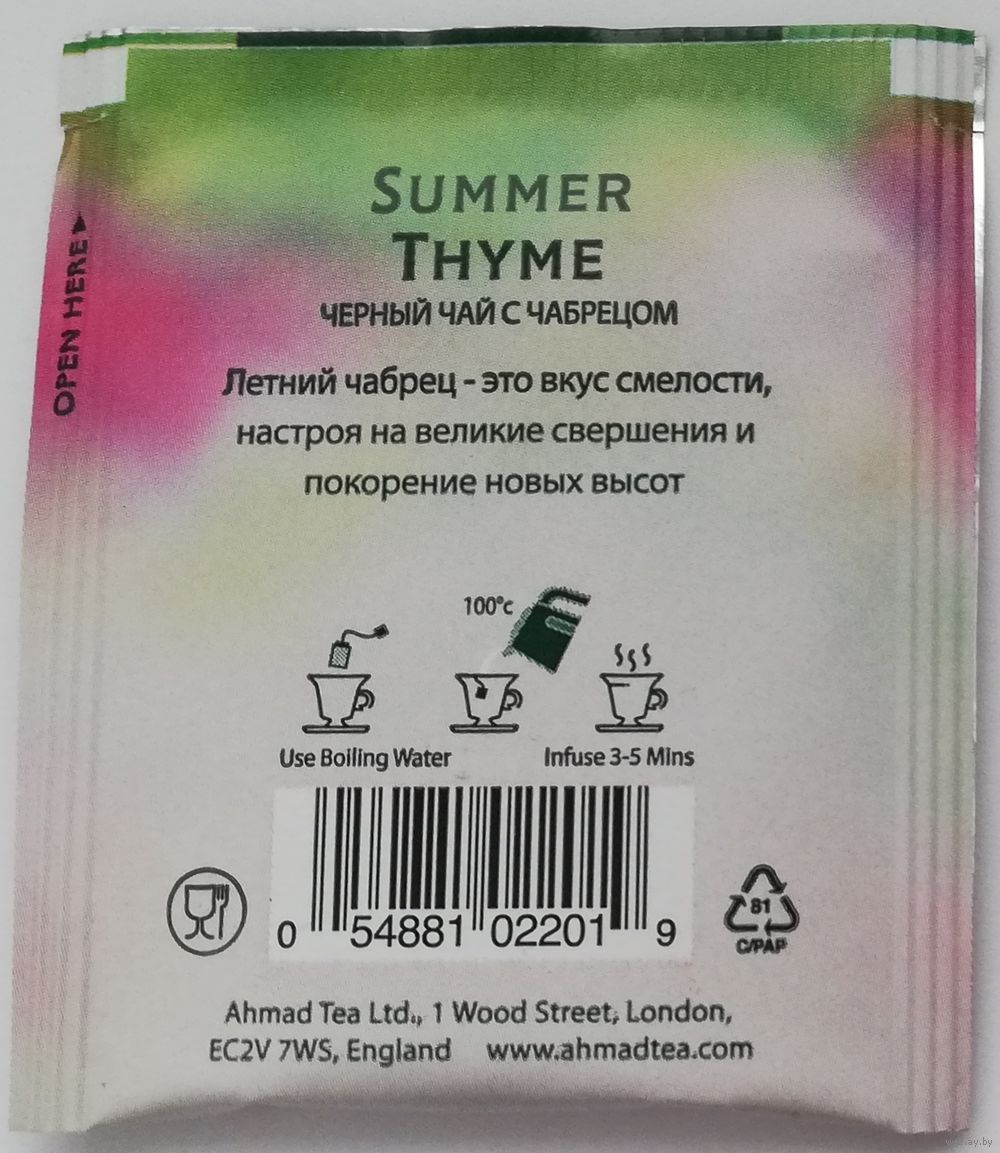 SUMMER
THYME
ЧЕРНЫЙ ЧАЙ С ЧАБРЕЦОМ
OPEN HERE
Летний чабрец - это вкус смелости,
настроя на великие свершения и
покорение новых высот
100°c
Use Boiling Water
Infuse 3-5 Mins
0 54881 02201 9
81
C/PAP
Ahmad Tea Ltd., 1 Wood Street, London,
EC2V 7WS, England www.ahmadtea.com